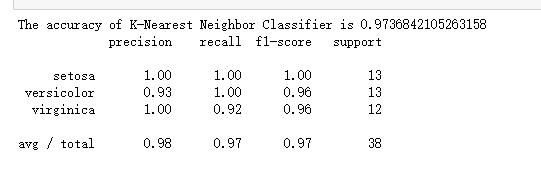 The accuracy of K-Nearest Neighbor Classifier is 0.9736842105263158
precision recall f1-score support
setosa 1.00 1.00 1.00 13
versicolor 0.93 1.00 0.96 13
virginica 1.00 0.92 0.96 12
avg / total 0.98 0.97 0.97 38